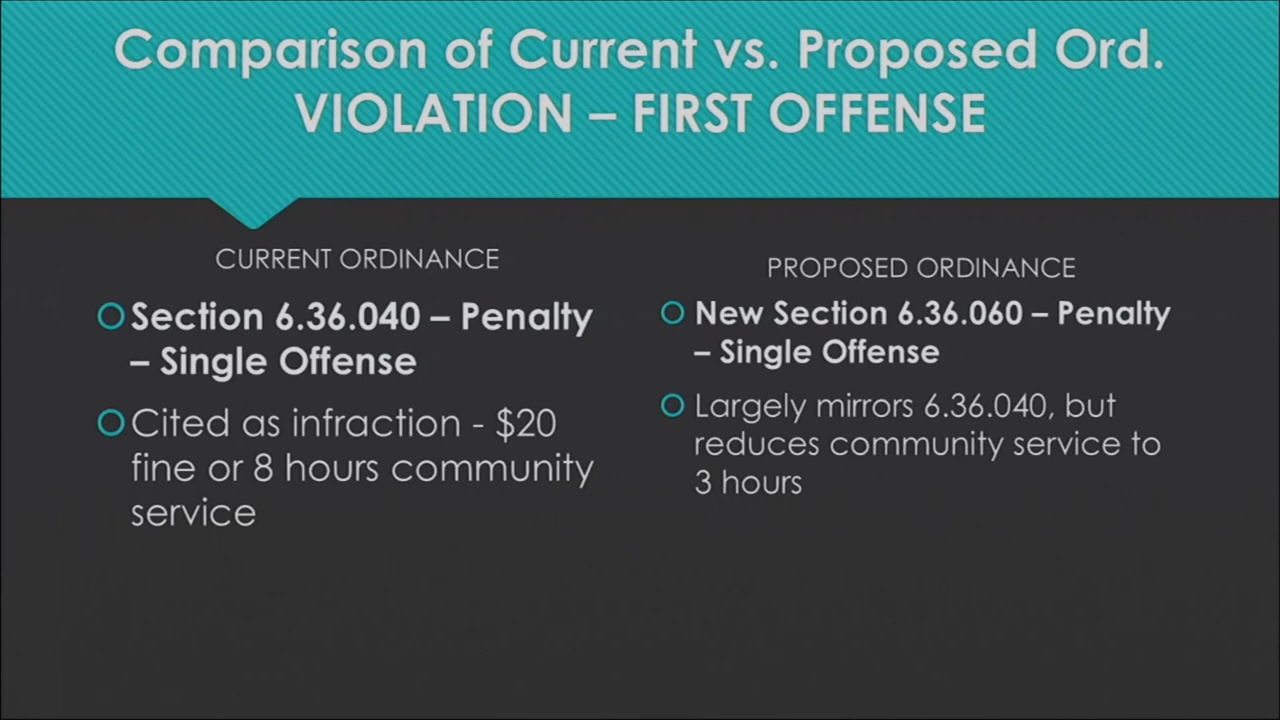 Comparison of Current vs. Proposed Ord.
VIOLATION – FIRST OFFENSE
CURRENT ORDINANCE
Section 6.36.040 – Penalty
– Single Offense
Cited as infraction - $20
fine or 8 hours community
service
PROPOSED ORDINANCE
New Section 6.36.060 – Penalty
– Single Offense
Largely mirrors 6.36.040, but
reduces community service to
3 hours